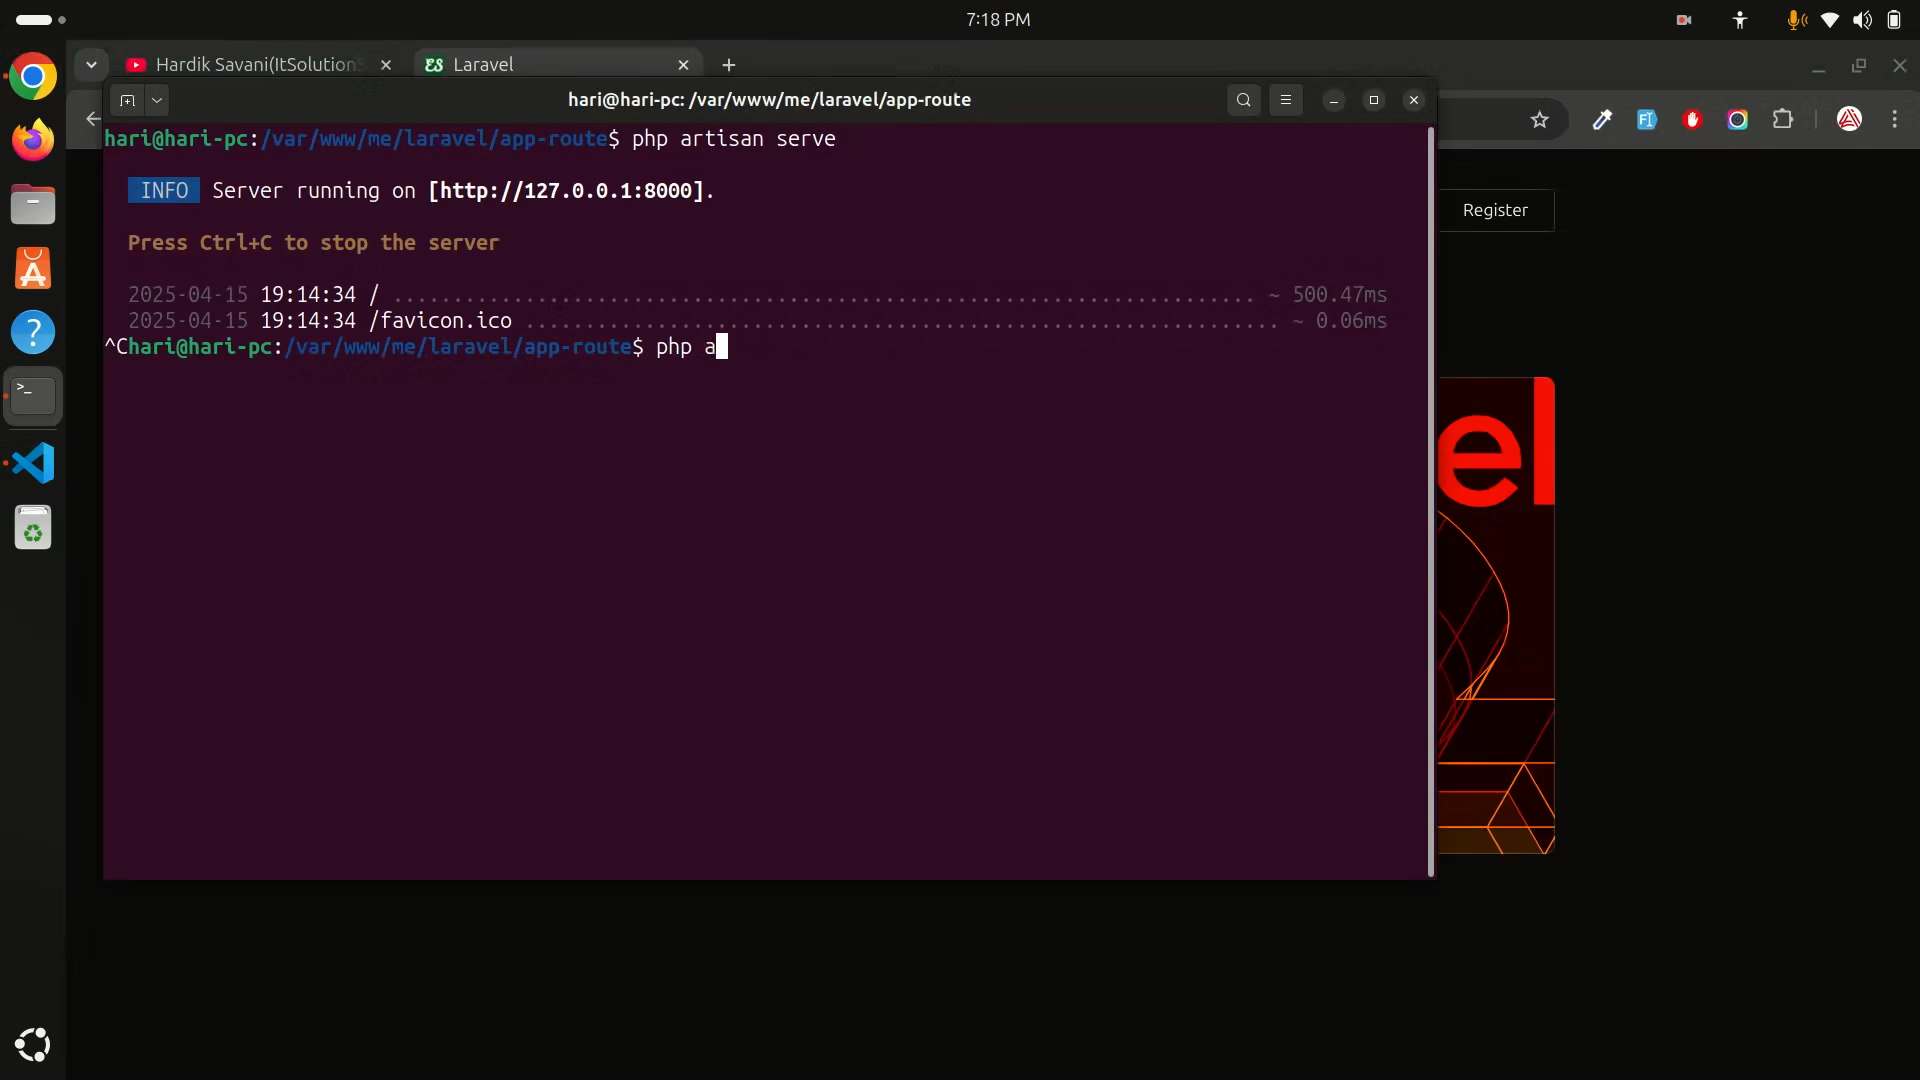 7:18 PM
Hardik Savani(ItSolution
Laravel
hari@hari-pc: /var/www/me/laravel/app-route
hari@hari-pc:/var/www/me/laravel/app-route$ php artisan serve
INFO Server running on [http://127.0.0.1:8000].
Register
Press Ctrl+C to stop the server
2025-04-15 19:14:34 / ........................................................................ ~ 500.47ms
2025-04-15 19:14:34 /favicon.ico ............................................................... ~ 0.06ms
^Chari@hari-pc:/var/www/me/laravel/app-route$ php a
el